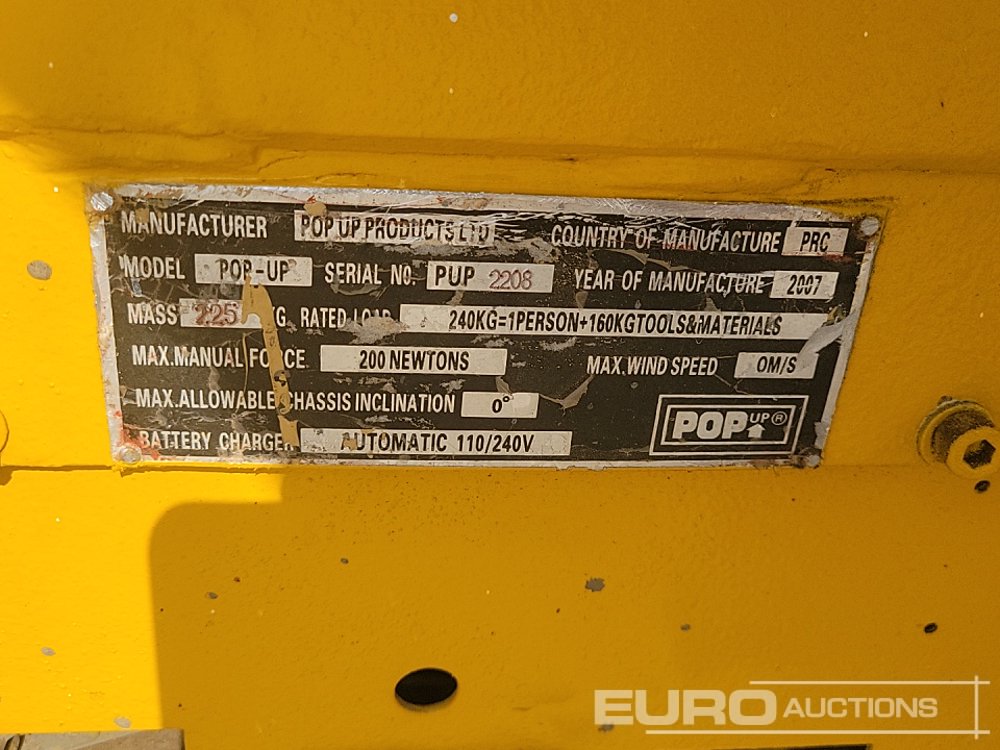 MANUFACTURER POP UP PRODUCTS LTD COUNTRY OF MANUFACTURE PRC
MODEL POP-UP SERIAL NO. PUP 2208 YEAR OF MANUFACTURE 2007
MASS 225 KG. RATED LOAD 240KG=1PERSON+160KGTOOLS&MATERIALS
MAX.MANUAL FORCE 200 NEWTONS MAX.WIND SPEED 0M/S
MAX.ALLOWABLE CHASSIS INCLINATION 0°
BATTERY CHARGER AUTOMATIC 110/240V
POP UP ®
EURO AUCTIONS